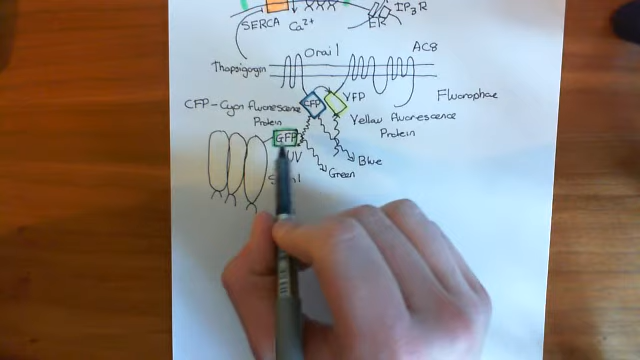 SERCA
Ca²⁺
IP₃R
ER
Orai1
AC8
Thapsigargin
CFP
YFP
Fluorophore
CFP-Cyan Fluorescence
Protein
Yellow Fluorescence
Protein
GFP
UV
Blue
Green